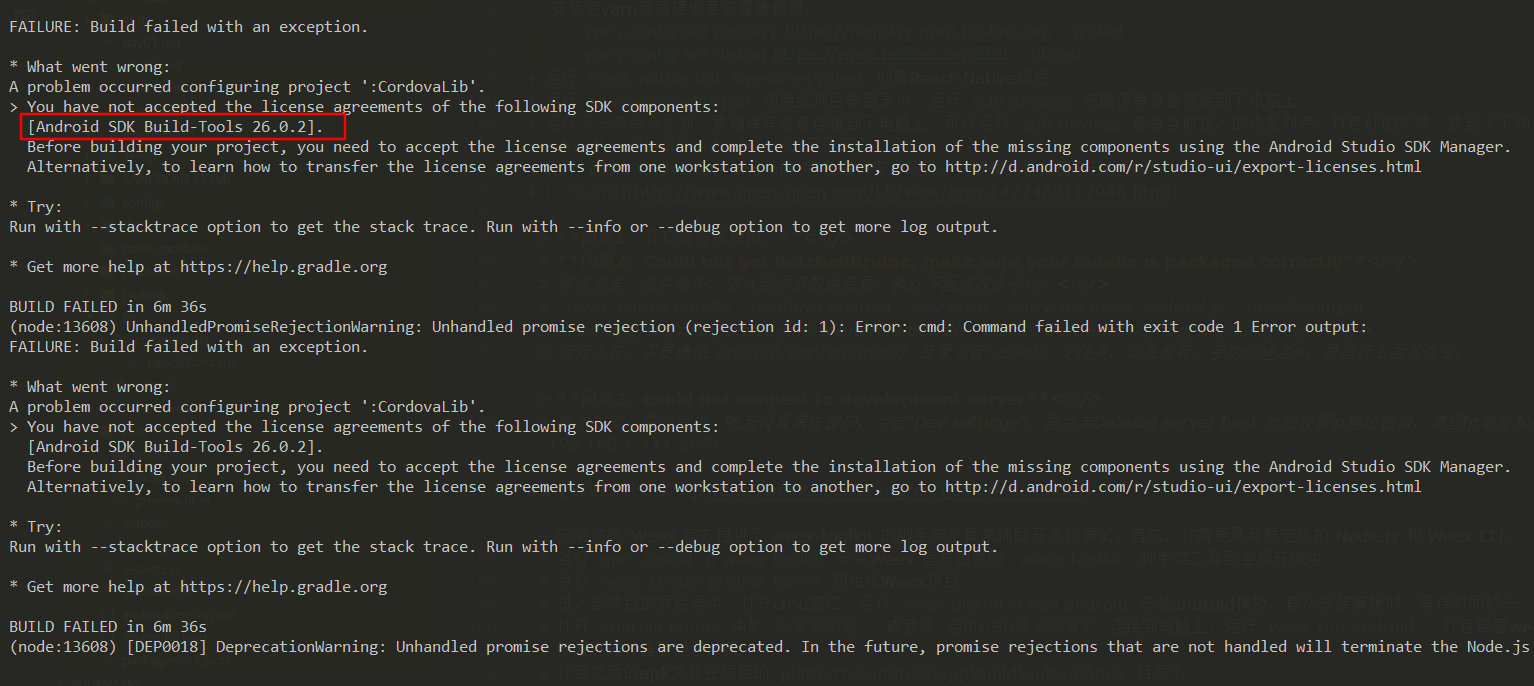 FAILURE: Build failed with an exception.
* What went wrong:
A problem occurred configuring project ':CordovaLib'.
> You have not accepted the license agreements of the following SDK components:
[Android SDK Build-Tools 26.0.2].
Before building your project, you need to accept the license agreements and complete the installation of the missing components using the Android Studio SDK Manager.
Alternatively, to learn how to transfer the license agreements from one workstation to another, go to http://d.android.com/r/studio-ui/export-licenses.html
* Try:
Run with --stacktrace option to get the stack trace. Run with --info or --debug option to get more log output.
* Get more help at https://help.gradle.org
BUILD FAILED in 6m 36s
(node:13608) UnhandledPromiseRejectionWarning: Unhandled promise rejection (rejection id: 1): Error: cmd: Command failed with exit code 1 Error output:
FAILURE: Build failed with an exception.
* What went wrong:
A problem occurred configuring project ':CordovaLib'.
> You have not accepted the license agreements of the following SDK components:
[Android SDK Build-Tools 26.0.2].
Before building your project, you need to accept the license agreements and complete the installation of the missing components using the Android Studio SDK Manager.
Alternatively, to learn how to transfer the license agreements from one workstation to another, go to http://d.android.com/r/studio-ui/export-licenses.html
* Try:
Run with --stacktrace option to get the stack trace. Run with --info or --debug option to get more log output.
* Get more help at https://help.gradle.org
BUILD FAILED in 6m 36s
(node:13608) [DEP0018] DeprecationWarning: Unhandled promise rejections are deprecated. In the future, promise rejections that are not handled will terminate the Node.js